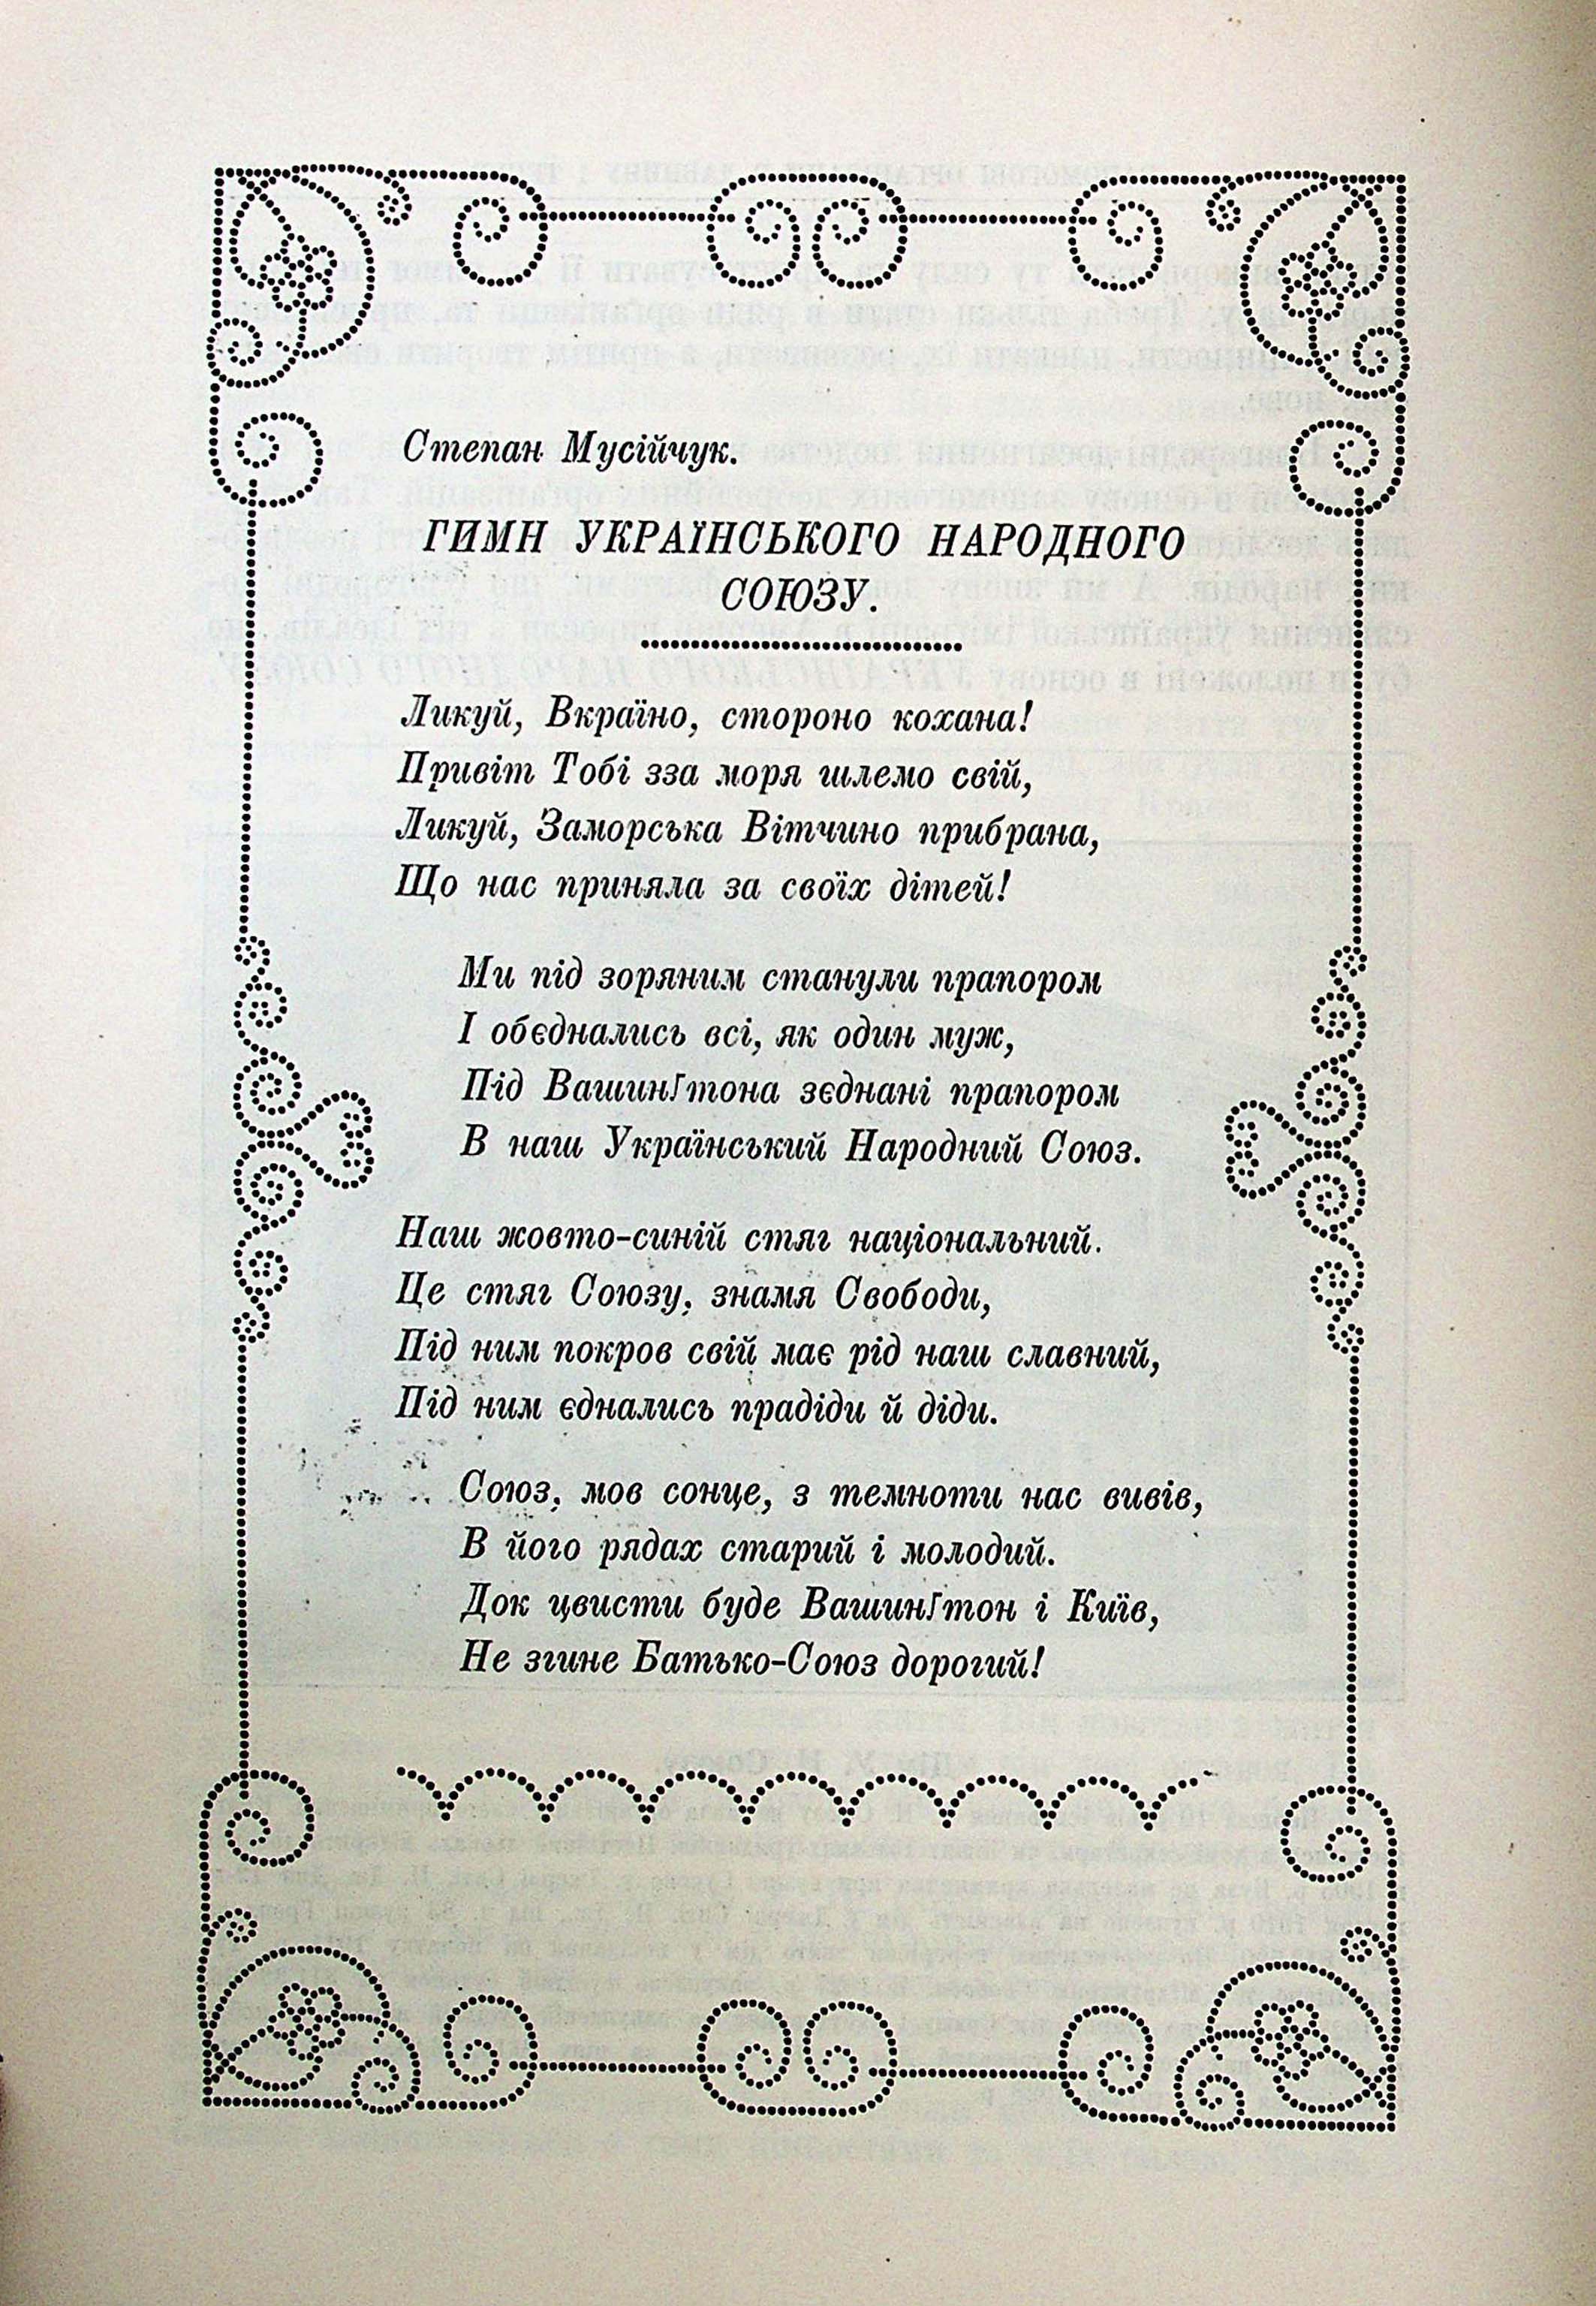 Степан Мусійчук.
ГИМН УКРАЇНСЬКОГО НАРОДНОГО
СОЮЗУ.
Ликуй, Вкраїно, стороно кохана!
Привіт Тобі зза моря шлемо свій,
Ликуй, Заморська Вітчино прибрана,
Що нас приняла за своїх дітей!
Ми під зоряним станули прапором
І обєднались всі, як один муж,
Під Вашинґтона зєднані прапором
В наш Український Народний Союз.
Наш жовто-синій стяг національний.
Це стяг Союзу, знамя Свободи,
Під ним покров свій має рід наш славний,
Під ним єднались прадіди й діди.
Союз, мов сонце, з темноти нас вивів,
В його рядах старий і молодий.
Док цвисти буде Вашинґтон і Київ,
Не згине Батько-Союз дорогий!